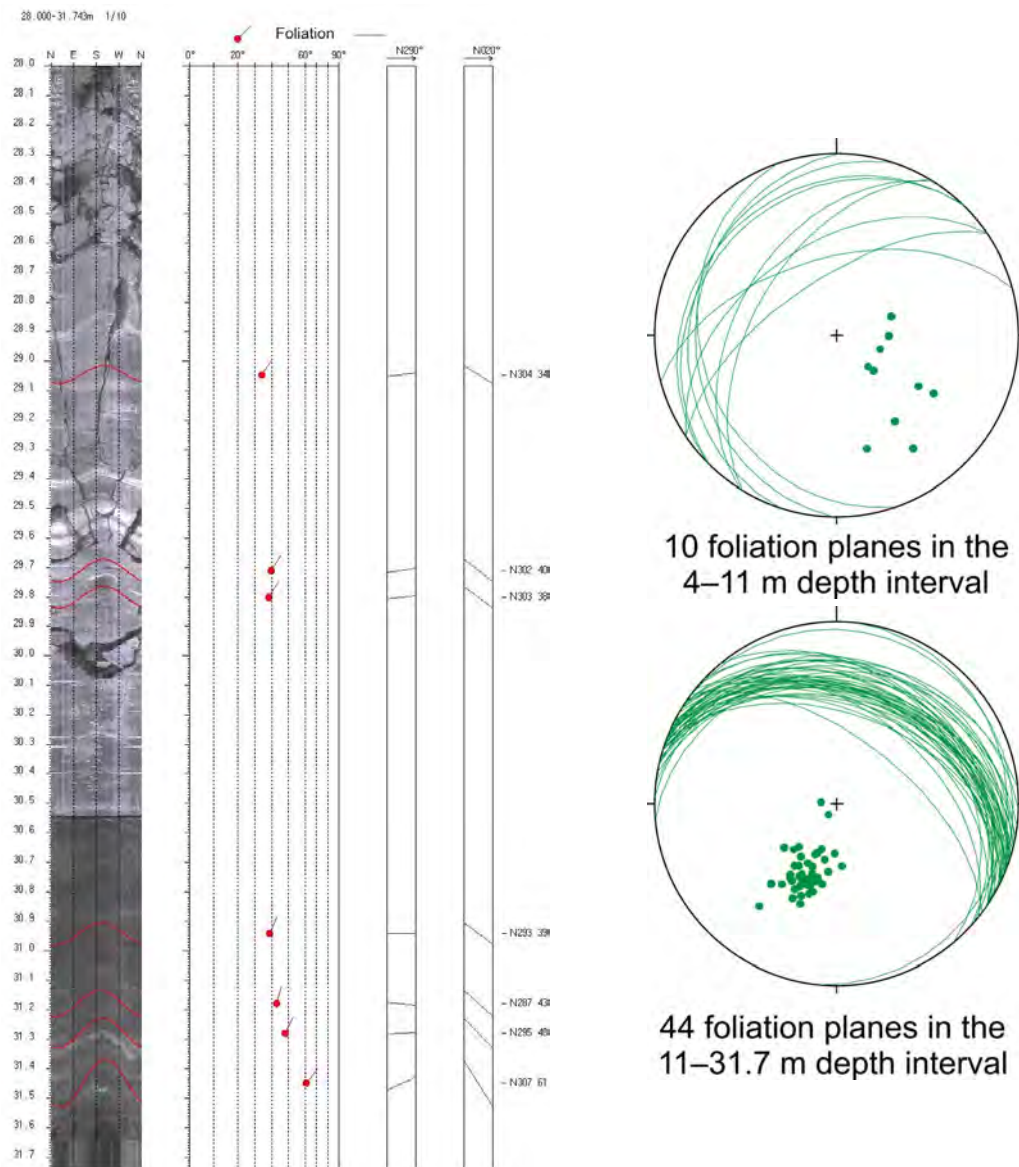 28.000-31.743m 1/10
Foliation
N E S W N
0° 20° 60° 90°
N290°
N020°
28.0
28.1
28.2
28.3
28.4
28.5
28.6
28.7
28.8
28.9
29.0
29.1
29.2
29.3
29.4
29.5
29.6
29.7
29.8
29.9
30.0
30.1
30.2
30.3
30.4
30.5
30.6
30.7
30.8
30.9
31.0
31.1
31.2
31.3
31.4
31.5
31.6
31.7
N304
N302
N303
N293
N287
N295
N307 61
10 foliation planes in the
4–11 m depth interval
44 foliation planes in the
11–31.7 m depth interval